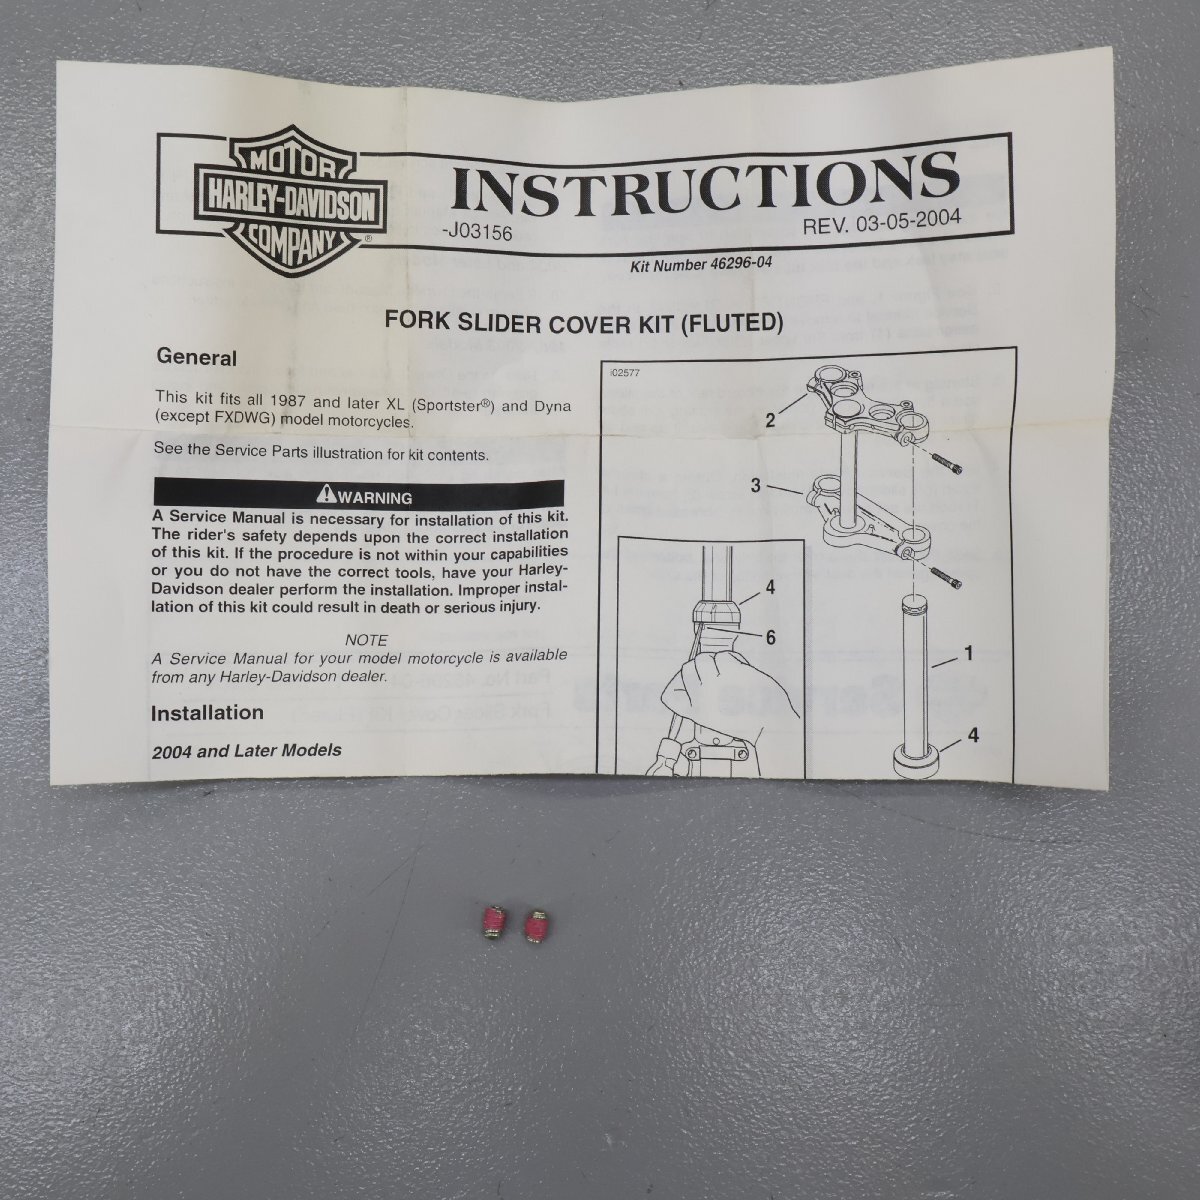 MOTOR
HARLEY-DAVIDSON
COMPANY
®
INSTRUCTIONS
-J03156
REV. 03-05-2004
Kit Number 46296-04
FORK SLIDER COVER KIT (FLUTED)
General
This kit fits all 1987 and later XL (Sportster®) and Dyna
(except FXDWG) model motorcycles.
See the Service Parts illustration for kit contents.
WARNING
A Service Manual is necessary for installation of this kit.
The rider's safety depends upon the correct installation
of this kit. If the procedure is not within your capabilities
or you do not have the correct tools, have your Harley-
Davidson dealer perform the installation. Improper instal-
lation of this kit could result in death or serious injury.
NOTE
A Service Manual for your model motorcycle is available
from any Harley-Davidson dealer.
Installation
2004 and Later Models
i02577
2
3
4
6
1
4